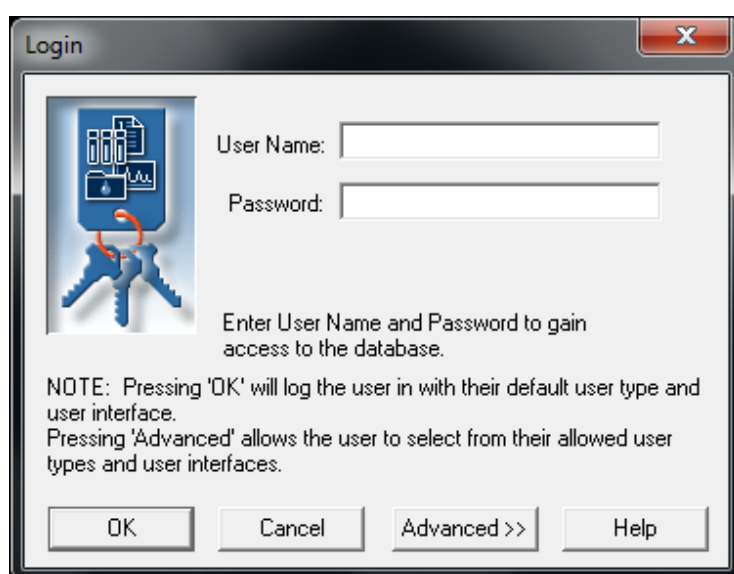 Login
User Name:
Password:
Enter User Name and Password to gain
access to the database.
NOTE:  Pressing 'OK' will log the user in with their default user type and
user interface.
Pressing 'Advanced' allows the user to select from their allowed user
types and user interfaces.
OK
Cancel
Advanced >>
Help